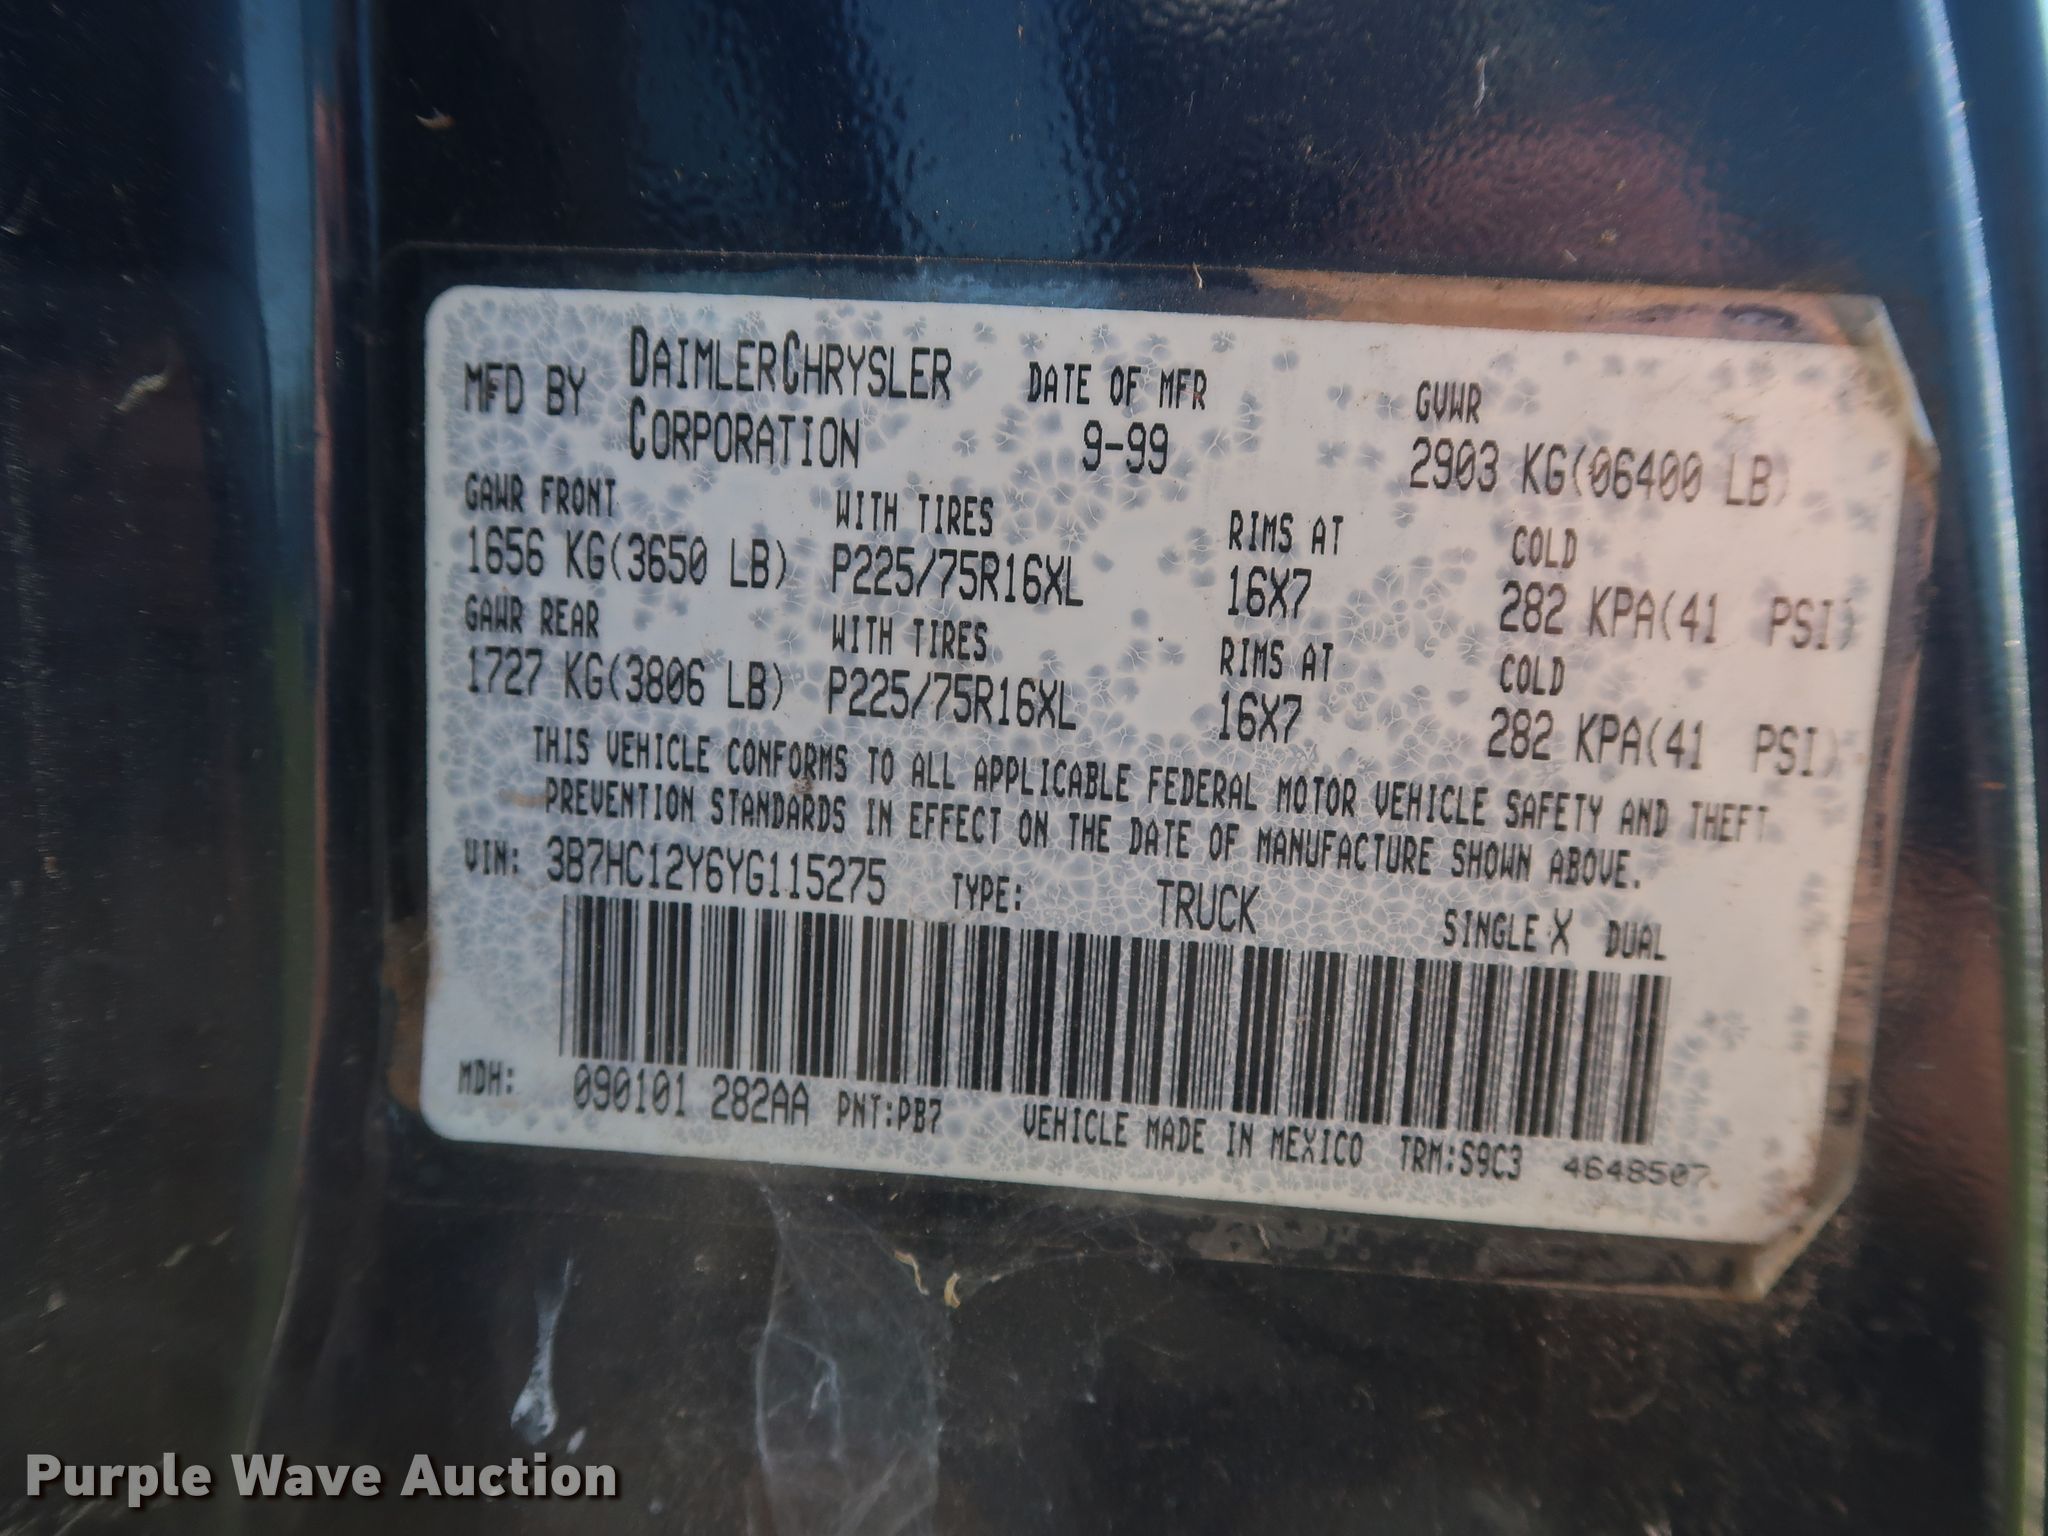 MFD BY DAIMLERCHRYSLER CORPORATION DATE OF MFR 9-99 GVWR 2903 KG(06400 LB)
GAWR FRONT WITH TIRES RIMS AT COLD
1656 KG(3650 LB) P225/75R16XL 16X7 282 KPA(41 PSI)
GAWR REAR WITH TIRES RIMS AT COLD
1727 KG(3806 LB) P225/75R16XL 16X7 282 KPA(41 PSI)
THIS VEHICLE CONFORMS TO ALL APPLICABLE FEDERAL MOTOR VEHICLE SAFETY AND THEFT
PREVENTION STANDARDS IN EFFECT ON THE DATE OF MANUFACTURE SHOWN ABOVE.
VIN: 3B7HC12Y6YG115275 TYPE: TRUCK SINGLE X DUAL
MDH: 090101 282AA PNT:PB7 VEHICLE MADE IN MEXICO TRM:S9C3 4648507
Purple Wave Auction